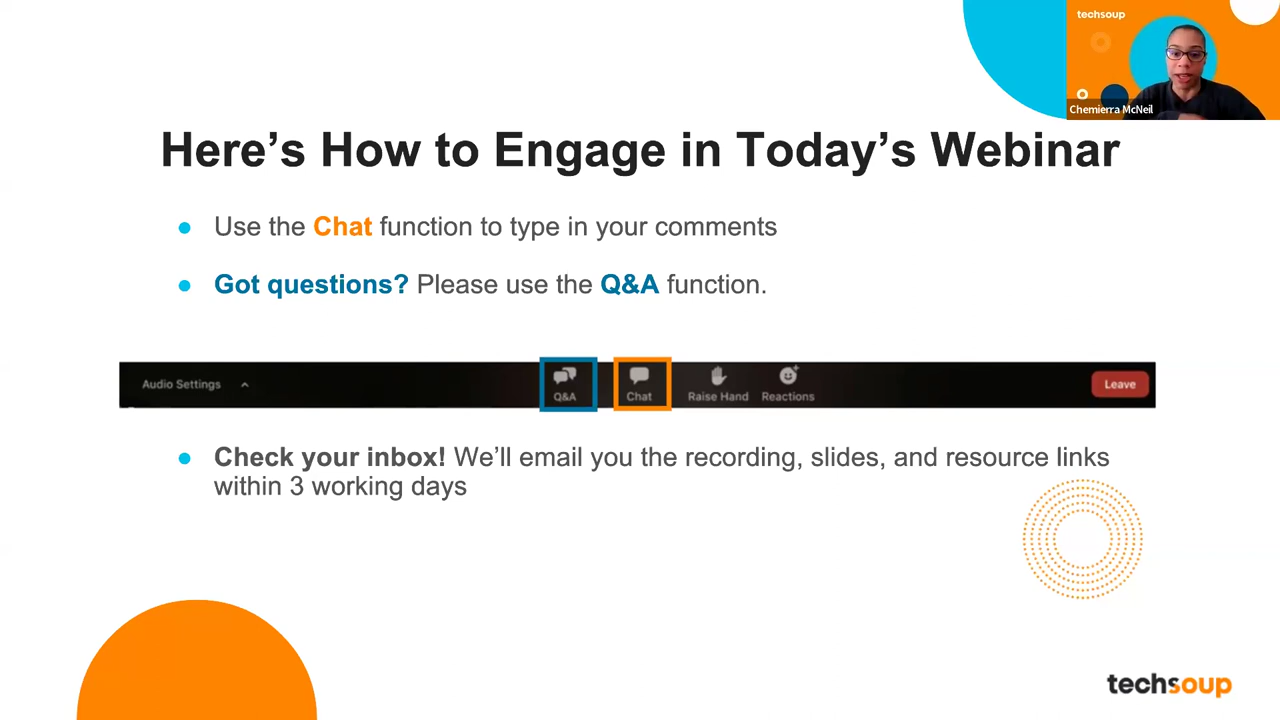 techsoup
Chemierra McNeil
Here’s How to Engage in Today’s Webinar
Use the Chat function to type in your comments
Got questions? Please use the Q&A function.
Audio Settings
Q&A
Chat
Raise Hand
Reactions
Leave
Check your inbox! We’ll email you the recording, slides, and resource links
within 3 working days
techsoup